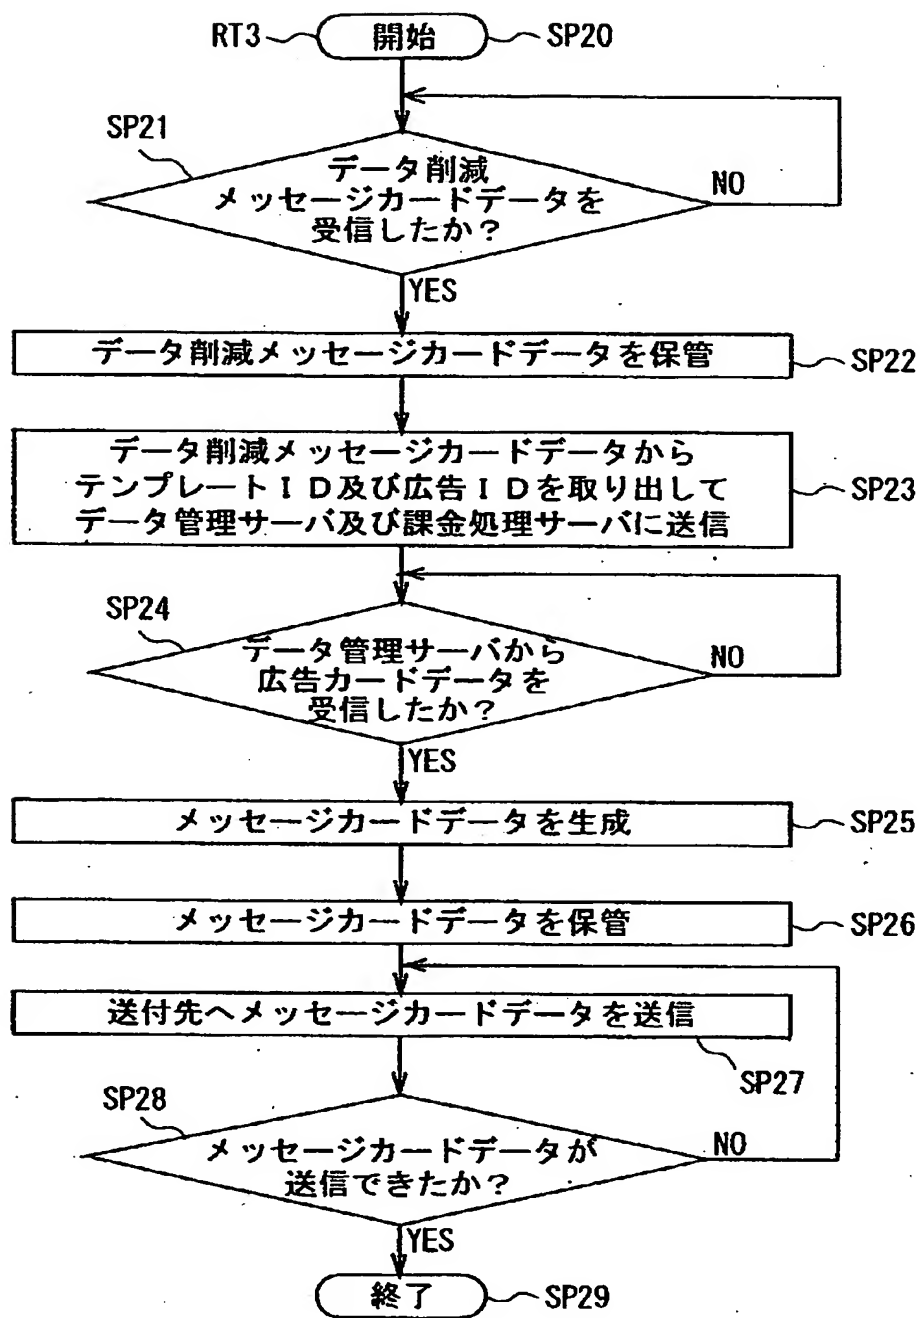 RT3 開始 SP20
SP21
データ削減
メッセージカードデータを
受信したか？
NO
YES
データ削減メッセージカードデータを保管
SP22
データ削減メッセージカードデータから
テンプレートＩＤ及び広告ＩＤを取り出して
データ管理サーバ及び課金処理サーバに送信
SP23
SP24
データ管理サーバから
広告カードデータを
受信したか？
NO
YES
メッセージカードデータを生成
SP25
メッセージカードデータを保管
SP26
送付先へメッセージカードデータを送信
SP27
SP28
メッセージカードデータが
送信できたか？
NO
YES
終了 SP29